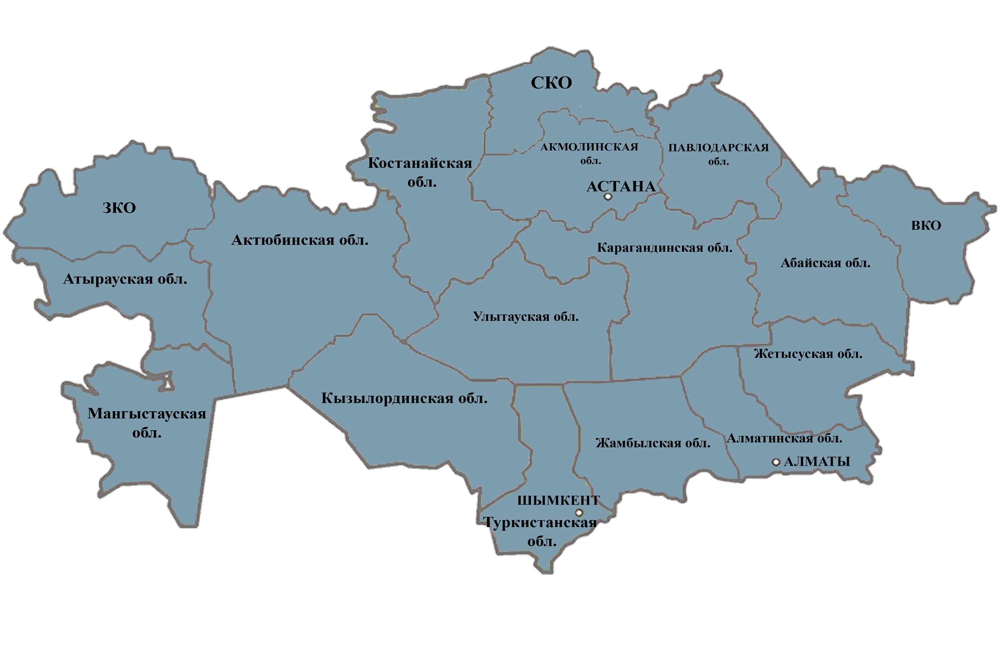 СКО
АКМОЛИНСКАЯ
обл.
ПАВЛОДАРСКАЯ
обл.
Костанайская
обл.
АСТАНА
ЗКО
ВКО
Актюбинская обл.
Карагандинская обл.
Абайская обл.
Атырауская обл.
Улытауская обл.
Жетысуская обл.
Кызылординская обл.
Мангыстауская
обл.
Жамбылская обл.
Алматинская обл.
АЛМАТЫ
ШЫМКЕНТ
Туркистанская
обл.